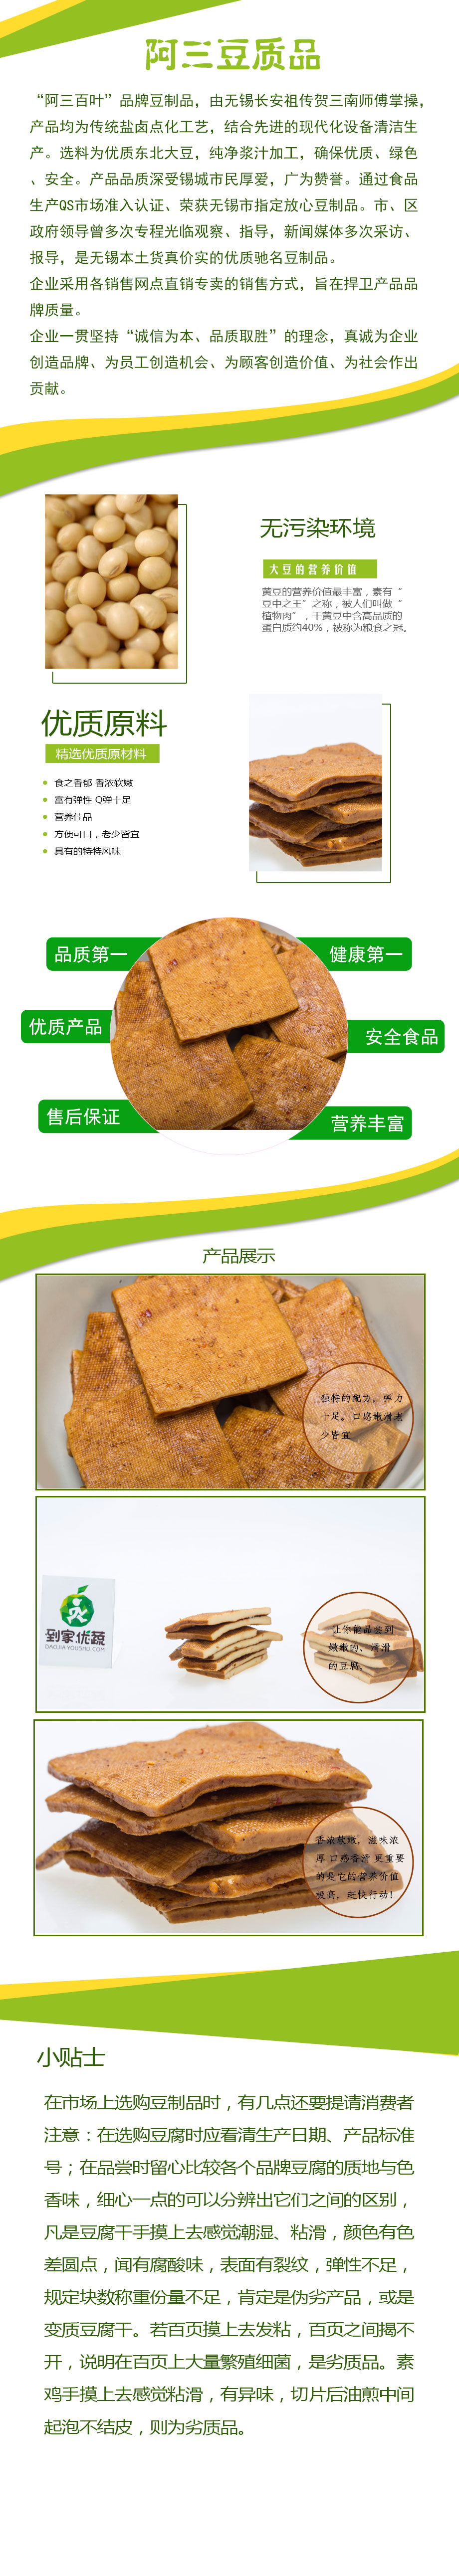 阿三豆质品
“阿三百叶”品牌豆制品，由无锡长安祖传贺三南师傅掌操，
产品均为传统盐卤点化工艺，结合先进的现代化设备清洁生
产。选料为优质东北大豆，纯净浆汁加工，确保优质、绿色
、安全。产品品质深受锡城市民厚爱，广为赞誉。通过食品
生产QS市场准入认证、荣获无锡市指定放心豆制品。市、区
政府领导曾多次专程光临观察、指导，新闻媒体多次采访、
报导，是无锡本土货真价实的优质驰名豆制品。
企业采用各销售网点直销专卖的销售方式，旨在捍卫产品品
牌质量。
企业一贯坚持“诚信为本、品质取胜”的理念，真诚为企业
创造品牌、为员工创造机会、为顾客创造价值、为社会作出
贡献。
无污染环境
大豆的营养价值
黄豆的营养价值最丰富，素有“
豆中之王”之称，被人们叫做“
植物肉”，干黄豆中含高品质的
蛋白质约40%，被称为粮食之冠。
优质原料
精选优质原材料
食之香郁 香浓软嫩
富有弹性 Q弹十足
营养佳品
方便可口，老少皆宜
具有的特特风味
品质第一
健康第一
优质产品
安全食品
售后保证
营养丰富
产品展示
独特的配方，弹力
十足。口感嫩滑老
少皆宜
到家优蔬
DAOJIA YOUSHU.COM
让你能品尝到
嫩嫩的、滑滑
的豆腐、
香浓软嫩，滋味浓
厚 口感香滑 更重要
的是它的营养价值
极高，赶快行动！
小贴士
在市场上选购豆制品时，有几点还要提请消费者
注意：在选购豆腐时应看清生产日期、产品标准
号；在品尝时留心比较各个品牌豆腐的质地与色
香味，细心一点的可以分辨出它们之间的区别，
凡是豆腐干手摸上去感觉潮湿、粘滑，颜色有色
差圆点，闻有腐酸味，表面有裂纹，弹性不足，
规定块数称重份量不足，肯定是伪劣产品，或是
变质豆腐干。若百页摸上去发粘，百页之间揭不
开，说明在百页上大量繁殖细菌，是劣质品。素
鸡手摸上去感觉粘滑，有异味，切片后油煎中间
起泡不结皮，则为劣质品。